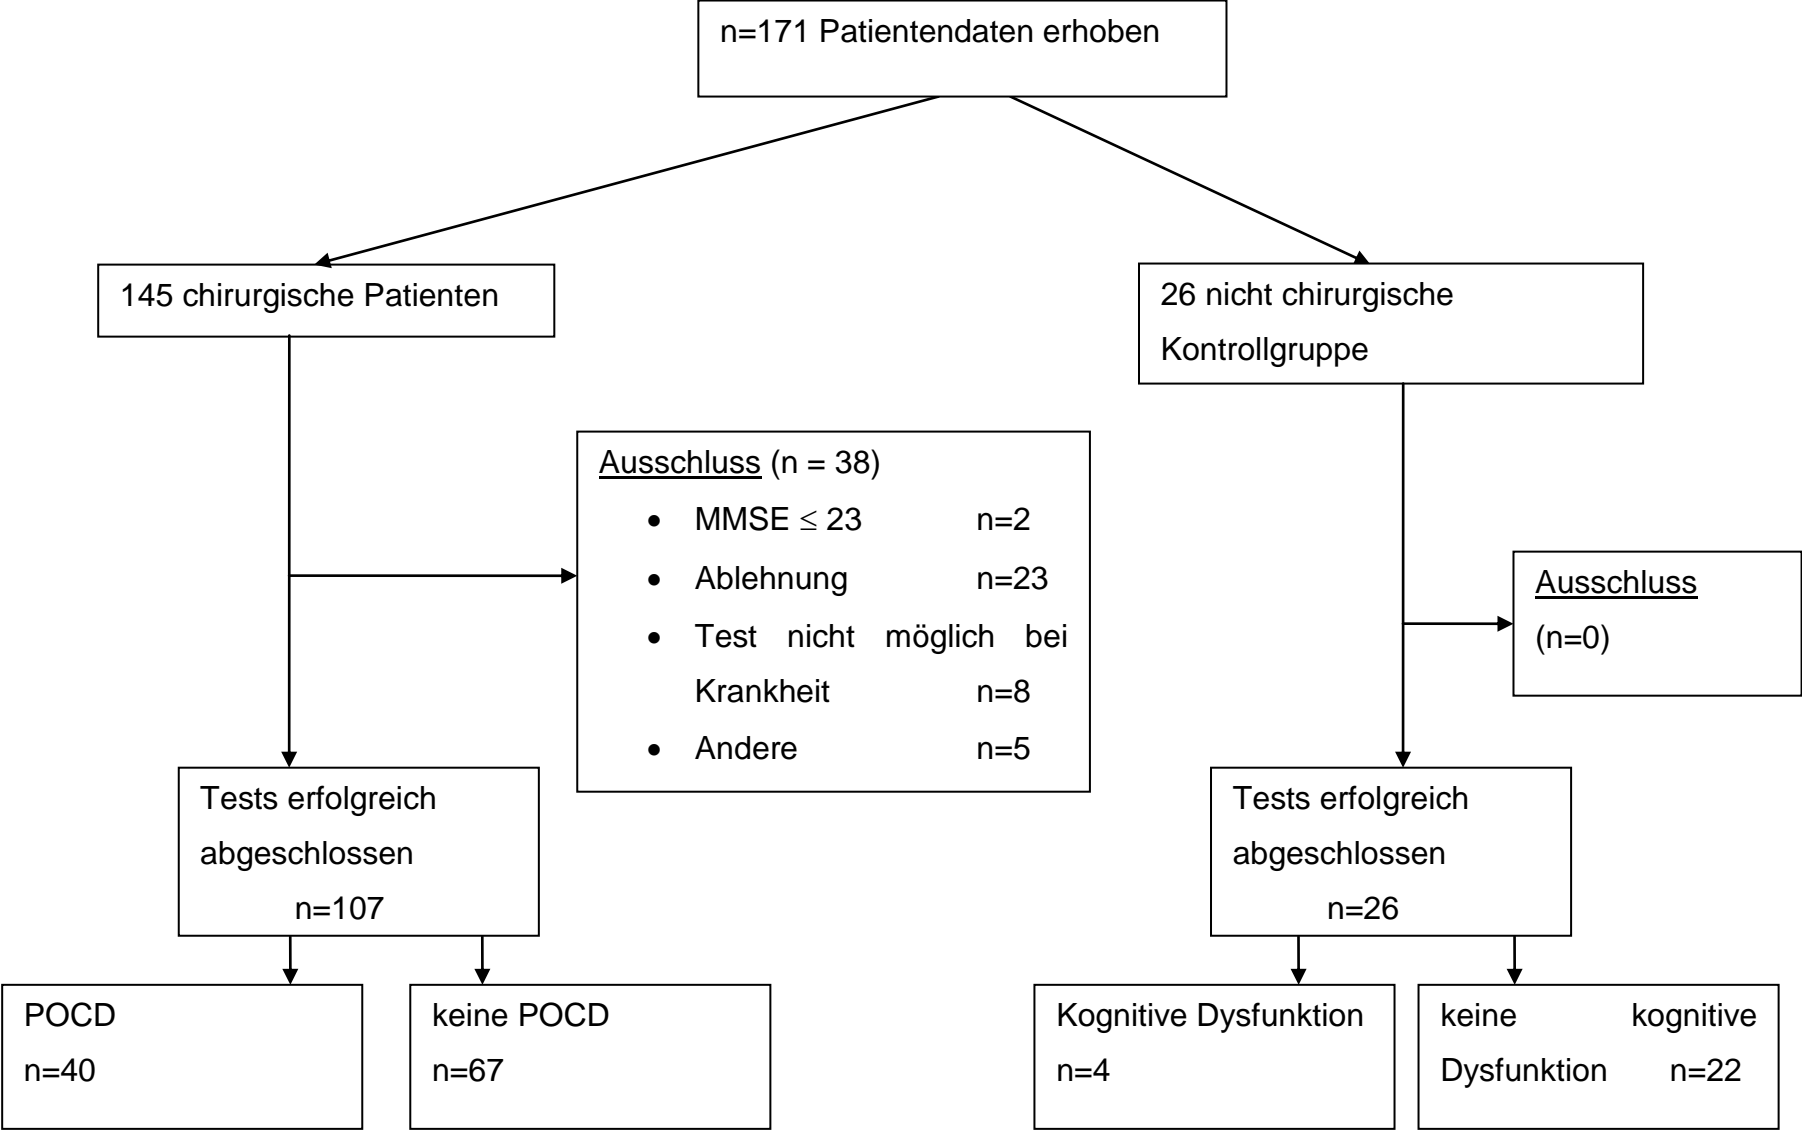 n=171 Patientendaten erhoben
145 chirurgische Patienten
26 nicht chirurgische
Kontrollgruppe
Ausschluss (n = 38)
• MMSE ≤ 23 n=2
• Ablehnung n=23
• Test nicht möglich bei
Krankheit n=8
• Andere n=5
Ausschluss
(n=0)
Tests erfolgreich
abgeschlossen
n=107
Tests erfolgreich
abgeschlossen
n=26
POCD
n=40
keine POCD
n=67
Kognitive Dysfunktion
n=4
keine kognitive
Dysfunktion n=22